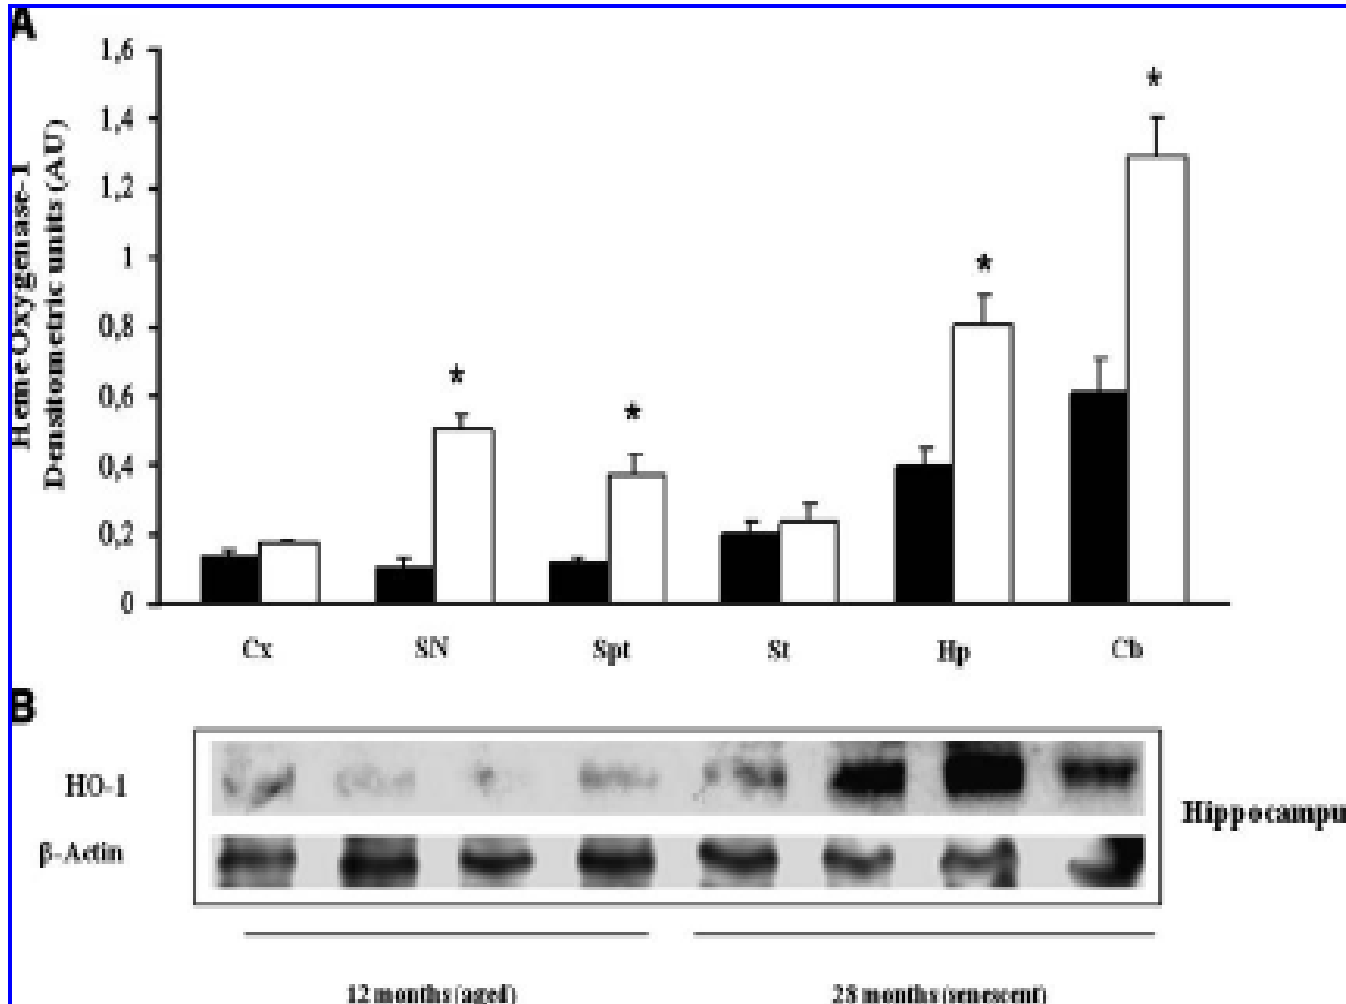 A
1,6
1,4
1,2
1
0,8
0,6
0,4
0,2
0
Heme Oxygenase-1
Densitometric units (AU)
*
*
*
*
Cx
SN
Spt
St
Hp
Cb
B
HO-1
β-Actin
Hippocampu
12 months (aged)
28 months (senescent)